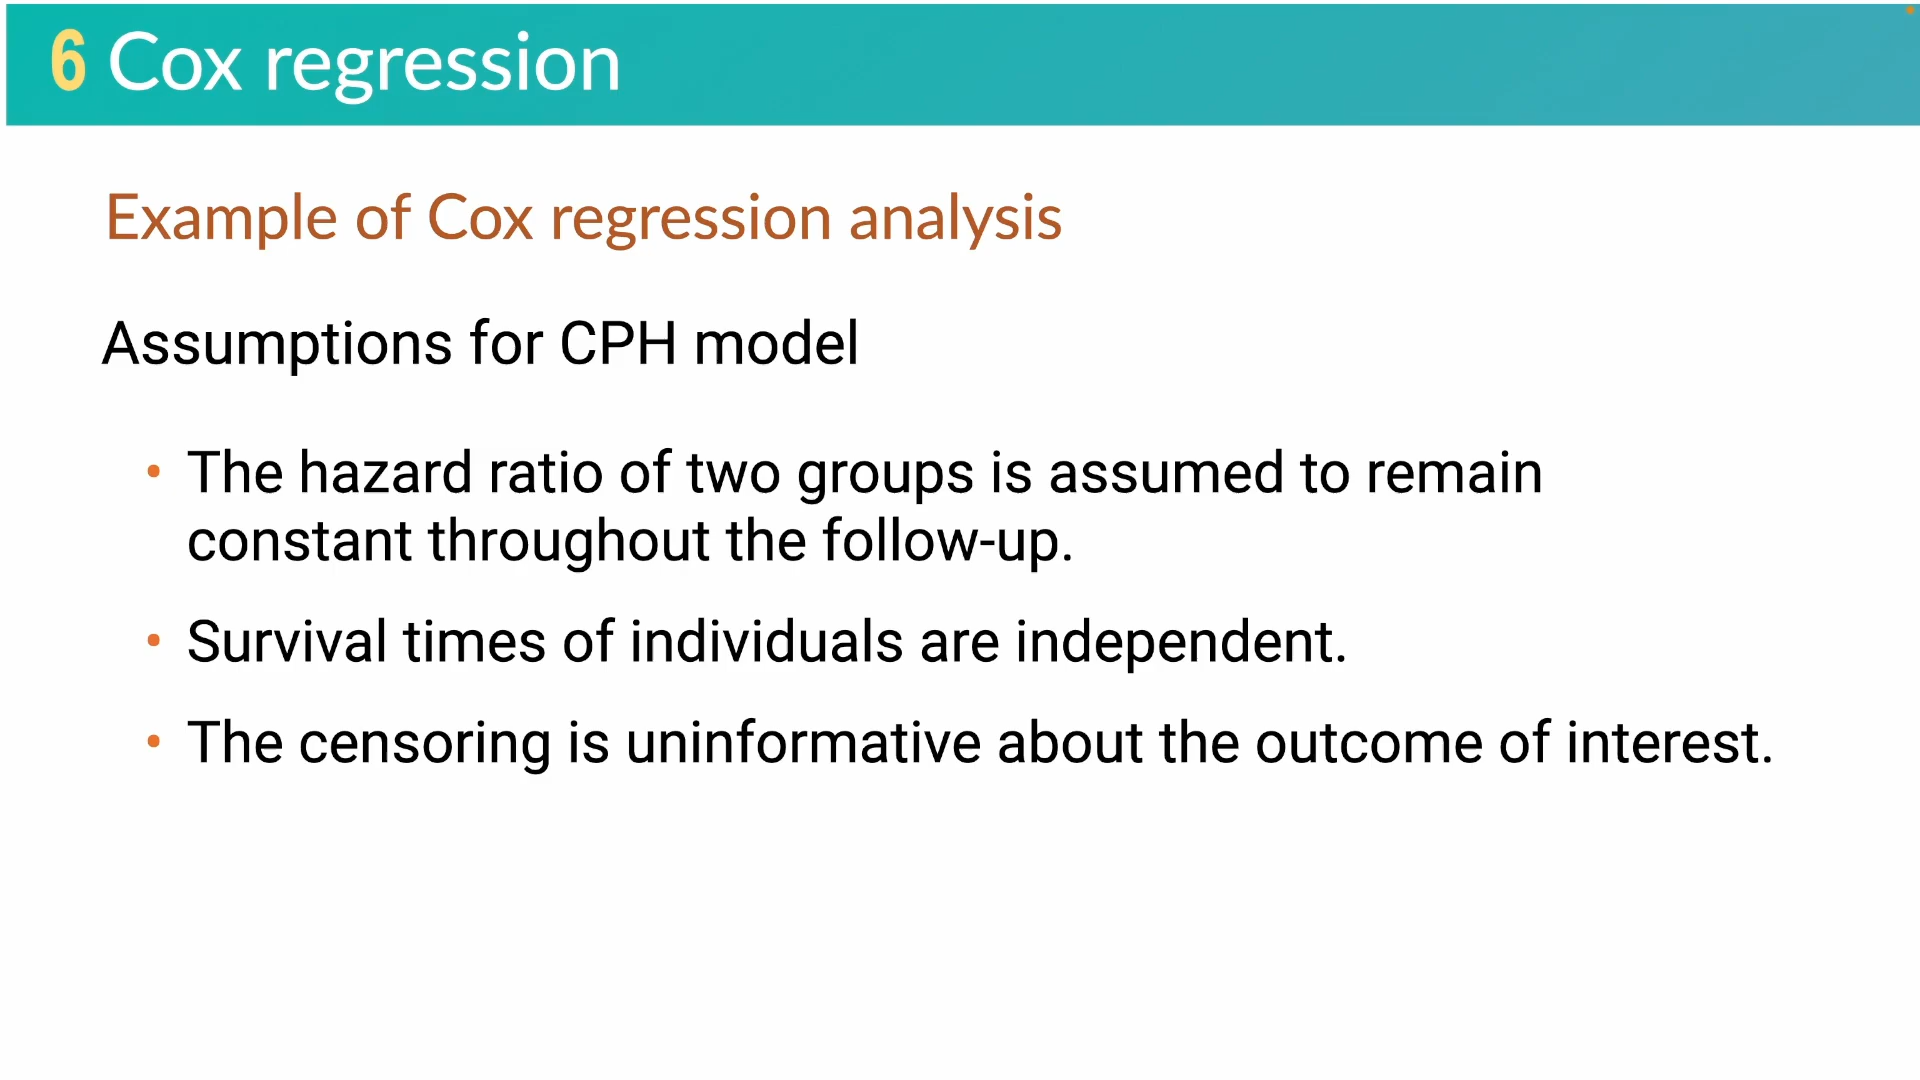 6 Cox regression
Example of Cox regression analysis
Assumptions for CPH model
• The hazard ratio of two groups is assumed to remain
constant throughout the follow-up.
• Survival times of individuals are independent.
• The censoring is uninformative about the outcome of interest.